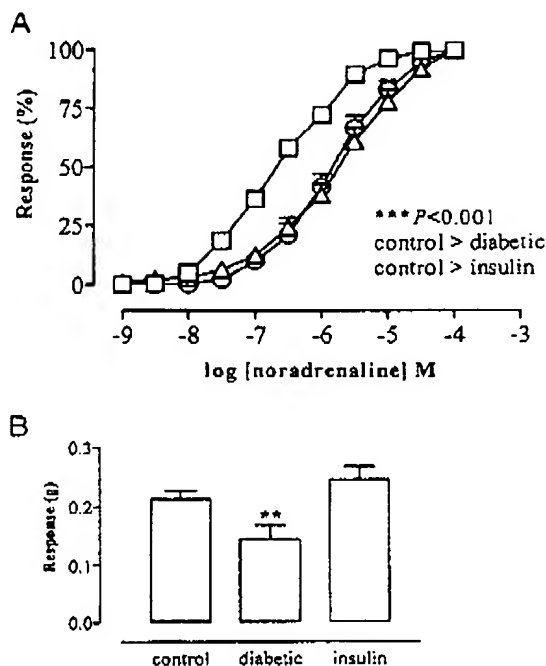 A
Response (%)
100
75
50
25
0
***P<0.001
control > diabetic
control > insulin
-9 -8 -7 -6 -5 -4 -3
log [noradrenaline] M
B
Response (g)
0.3
0.2
0.1
0.0
**
control diabetic insulin